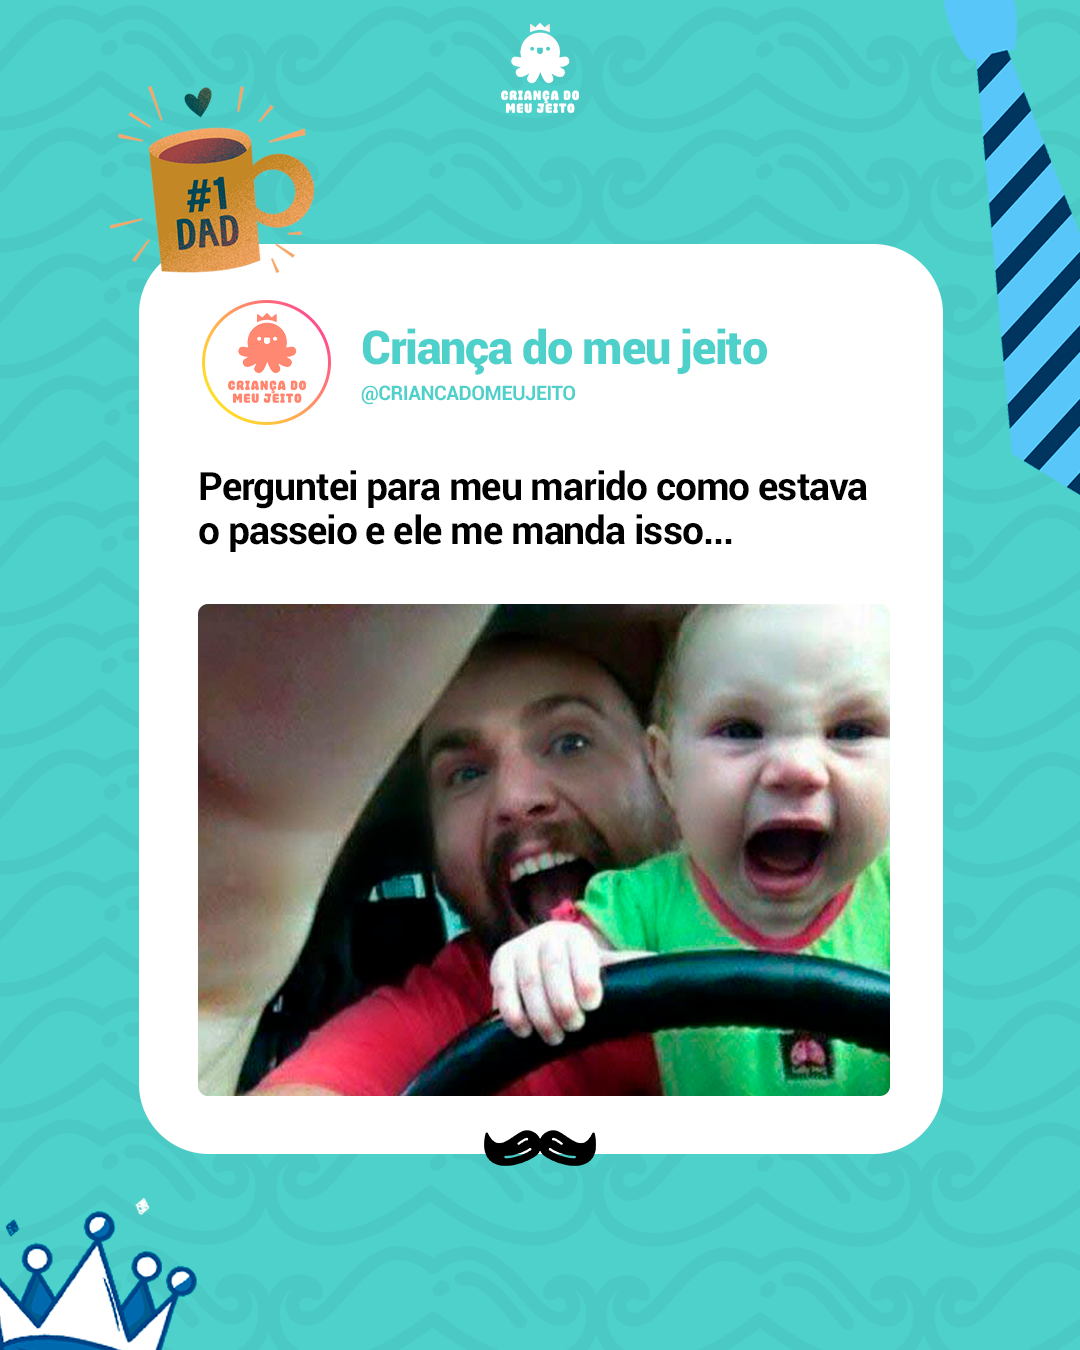 CRIANÇA DO
MEU JEITO
#1
DAD
CRIANÇA DO
MEU JEITO
Criança do meu jeito
@CRIANCADOMEUJEITO
Perguntei para meu marido como estava
o passeio e ele me manda isso...